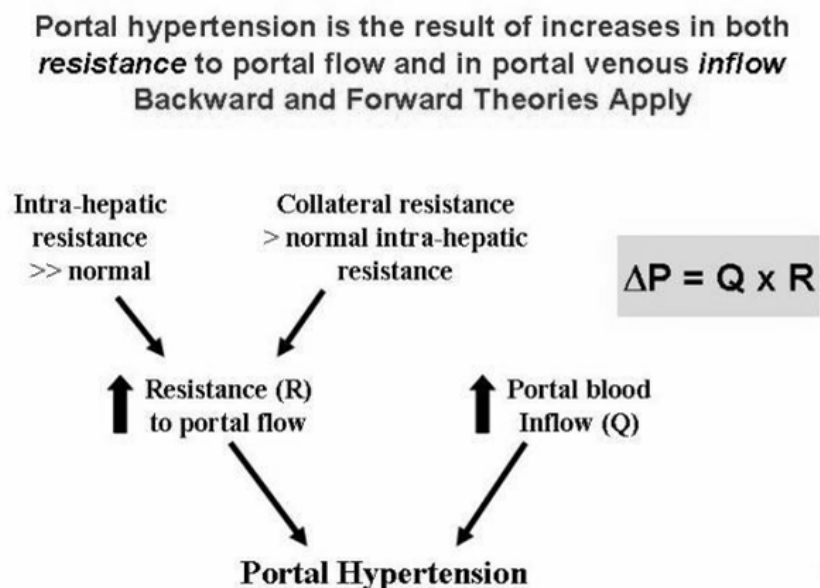 Portal hypertension is the result of increases in both
resistance to portal flow and in portal venous inflow
Backward and Forward Theories Apply
Intra-hepatic
resistance
>> normal
Collateral resistance
> normal intra-hepatic
resistance
ΔP = Q x R
Resistance (R)
to portal flow
Portal blood
Inflow (Q)
Portal Hypertension